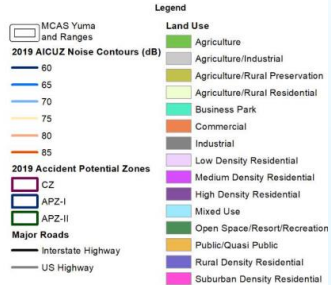 Legend
MCAS Yuma
and Ranges
2019 AICUZ Noise Contours (dB)
60
65
70
75
80
85
2019 Accident Potential Zones
CZ
APZ-I
APZ-II
Major Roads
Interstate Highway
US Highway
Land Use
Agriculture
Agriculture/Industrial
Agriculture/Rural Preservation
Agriculture/Rural Residential
Business Park
Commercial
Industrial
Low Density Residential
Medium Density Residential
High Density Residential
Mixed Use
Open Space/Resort/Recreation
Public/Quasi Public
Rural Density Residential
Suburban Density Residential